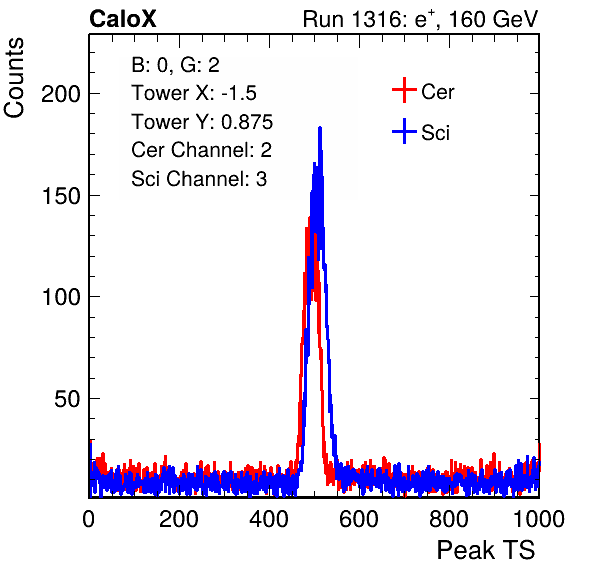 CaloX
Run 1316: e+, 160 GeV
Counts
B: 0, G: 2
Tower X: -1.5
Tower Y: 0.875
Cer Channel: 2
Sci Channel: 3
Cer
Sci
200
150
100
50
0 200 400 600 800 1000
Peak TS